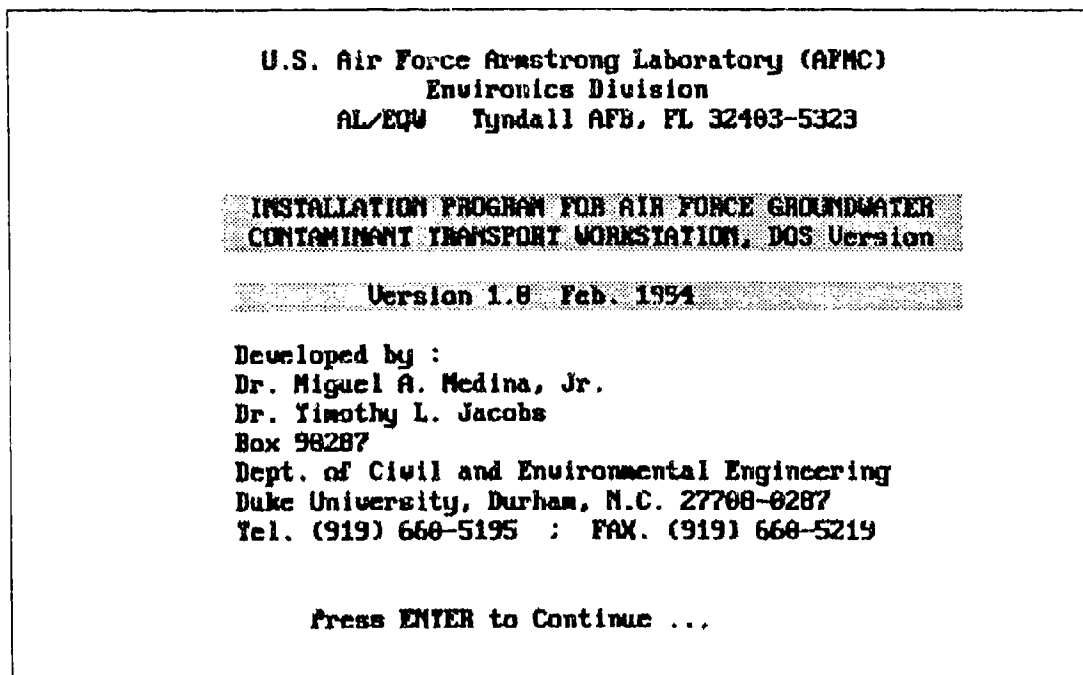 U.S. Air Force Armstrong Laboratory (AFMC)
Environics Division
AL/EQW Tyndall AFB, FL 32403-5323
INSTALLATION PROGRAM FOR AIR FORCE GROUNDWATER
CONTAMINANT TRANSPORT WORKSTATION, DOS Version
Version 1.0 Feb. 1994
Developed by :
Dr. Miguel A. Medina, Jr.
Dr. Timothy L. Jacobs
Box 90287
Dept. of Civil and Environmental Engineering
Duke University, Durham, N.C. 27708-0287
Tel. (919) 660-5195 ; FAX. (919) 660-5219
Press ENTER to Continue ...